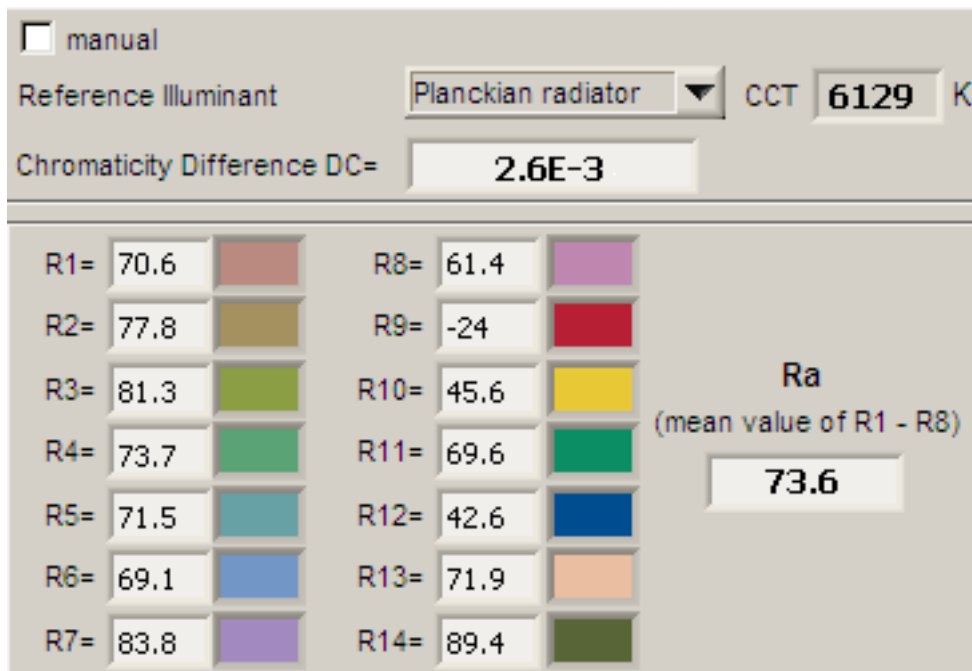 manual
Reference Illuminant Planckian radiator CCT 6129 K
Chromaticity Difference DC= 2.6E-3
R1= 70.6 R8= 61.4
R2= 77.8 R9= -24
R3= 81.3 R10= 45.6
R4= 73.7 R11= 69.6
R5= 71.5 R12= 42.6
R6= 69.1 R13= 71.9
R7= 83.8 R14= 89.4
Ra
(mean value of R1 - R8)
73.6